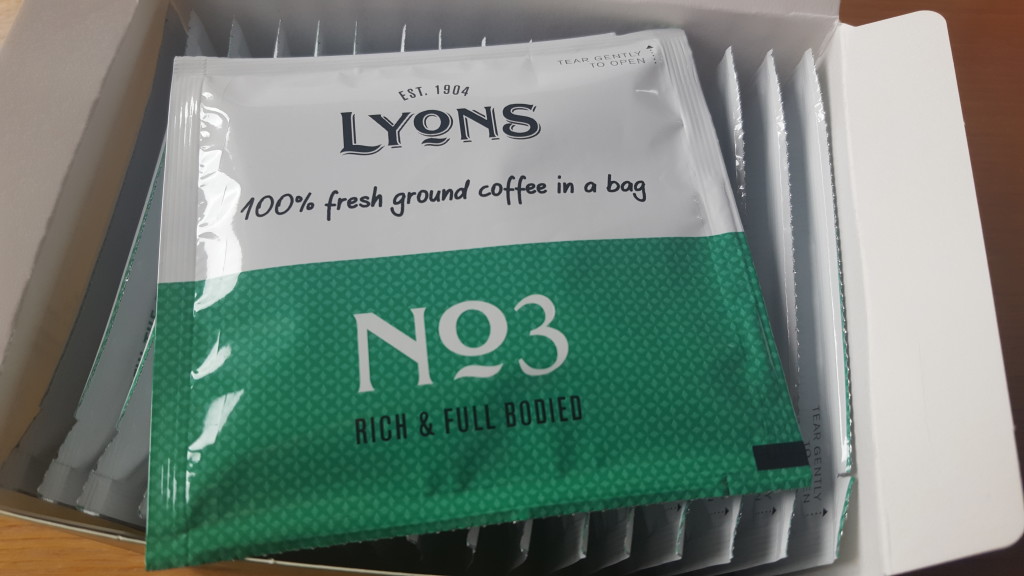 TEAR GENTLY
TO OPEN
EST. 1904
LYONS
100% fresh ground coffee in a bag
No3
RICH & FULL BODIED
TEAR GENTLY